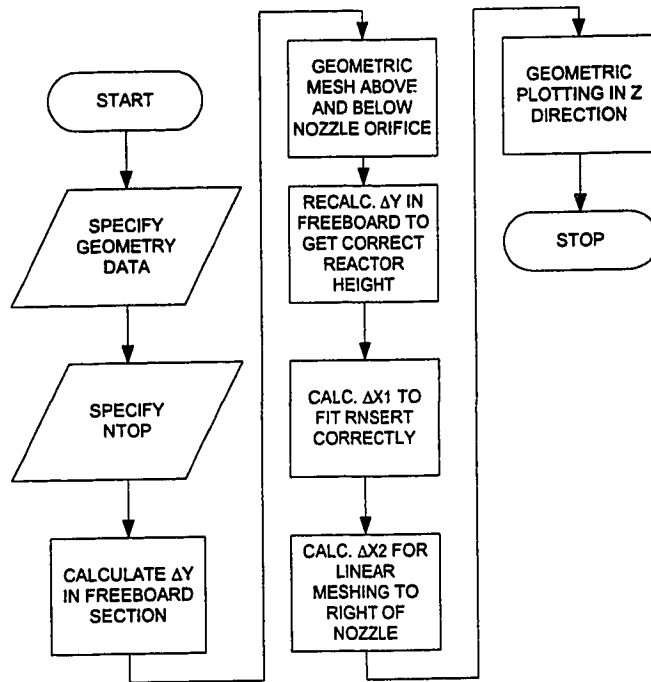 START
SPECIFY
GEOMETRY
DATA
SPECIFY
NTOP
CALCULATE ΔY
IN FREEBOARD
SECTION
GEOMETRIC
MESH ABOVE
AND BELOW
NOZZLE ORIFICE
RECALC. ΔY IN
FREEBOARD TO
GET CORRECT
REACTOR
HEIGHT
CALC. ΔX1 TO
FIT RNSERT
CORRECTLY
CALC. ΔX2 FOR
LINEAR
MESHING TO
RIGHT OF
NOZZLE
GEOMETRIC
PLOTTING IN Z
DIRECTION
STOP